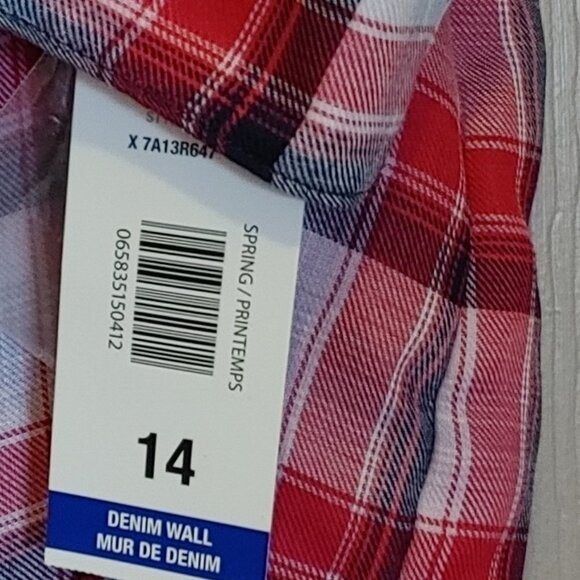 X 7A13R647
SPRING / PRINTEMPS
065835150412
14
DENIM WALL
MUR DE DENIM